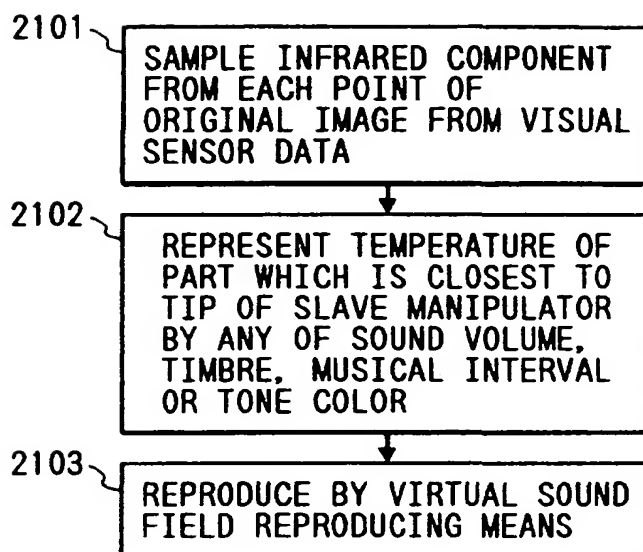 2101
SAMPLE INFRARED COMPONENT
FROM EACH POINT OF
ORIGINAL IMAGE FROM VISUAL
SENSOR DATA
2102
REPRESENT TEMPERATURE OF
PART WHICH IS CLOSEST TO
TIP OF SLAVE MANIPULATOR
BY ANY OF SOUND VOLUME,
TIMBRE, MUSICAL INTERVAL
OR TONE COLOR
2103
REPRODUCE BY VIRTUAL SOUND
FIELD REPRODUCING MEANS